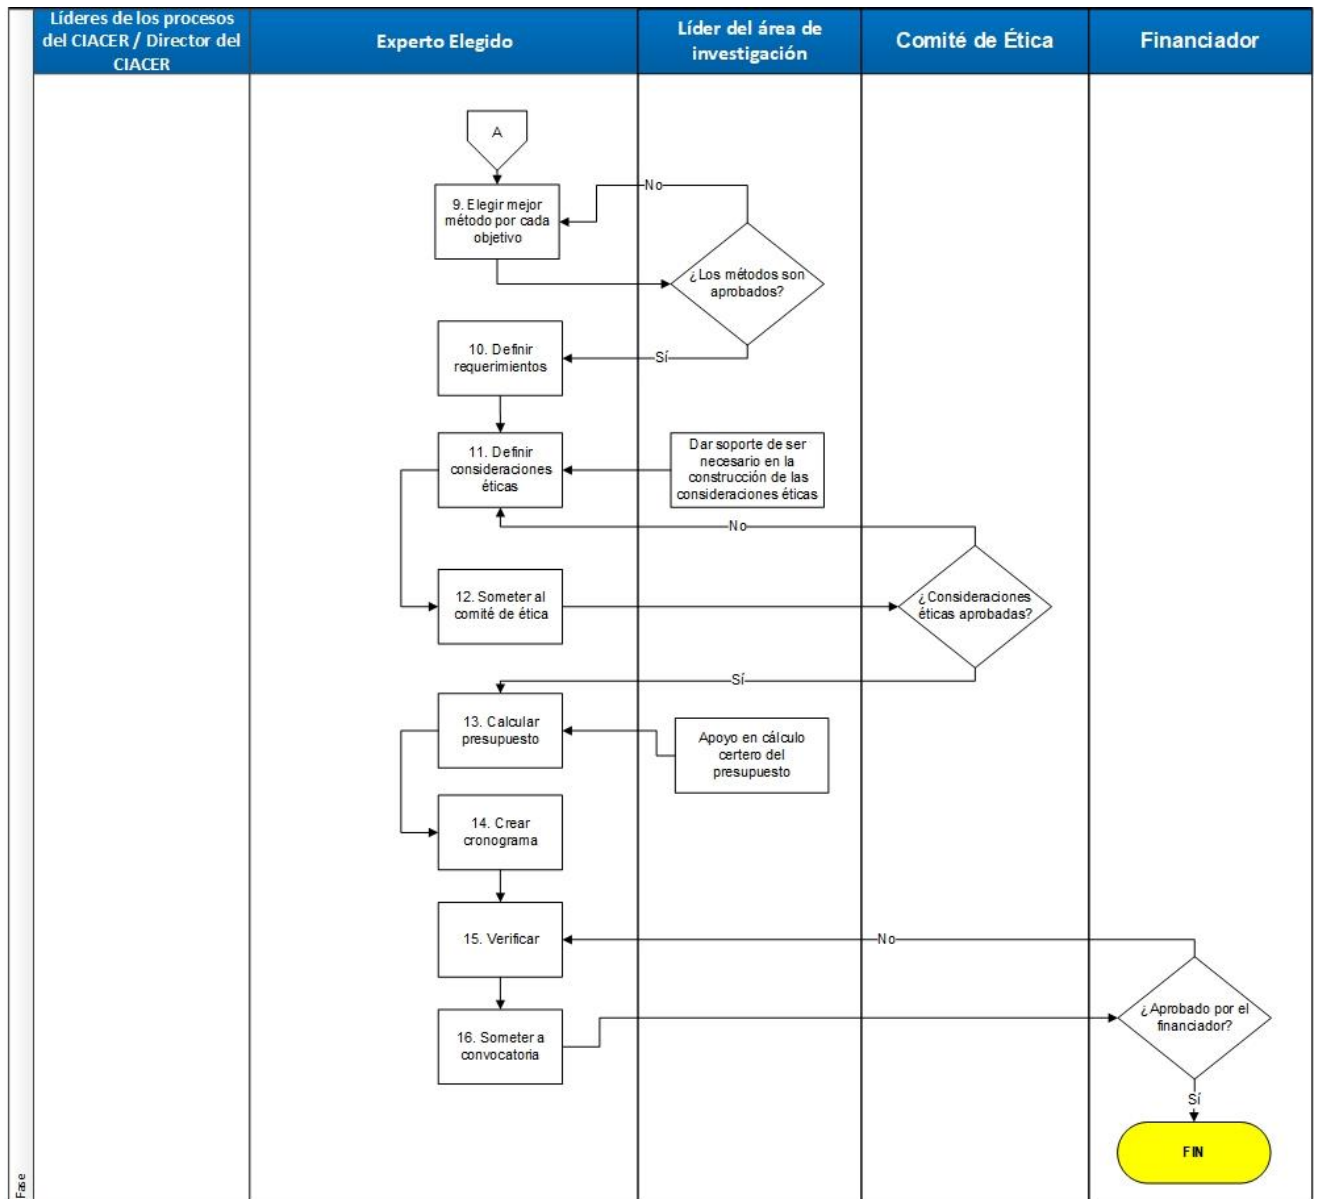 Líderes de los procesos
del CIACER / Director del
CIACER
Experto Elegido
Líder del área de
investigación
Comité de Ética
Financiador
A
No
9. Elegir mejor
método por cada
objetivo
¿Los métodos son
aprobados?
10. Definir
requerimientos
Sí
11. Definir
consideraciones
éticas
Dar soporte de ser
necesario en la
construcción de las
consideraciones éticas
No
12. Someter al
comité de ética
¿Consideraciones
éticas aprobadas?
Sí
13. Calcular
presupuesto
Apoyo en cálculo
certero del
presupuesto
14. Crear
cronograma
15. Verificar
No
16. Someter a
convocatoria
¿Aprobado por el
financiador?
Sí
FIN
Fase